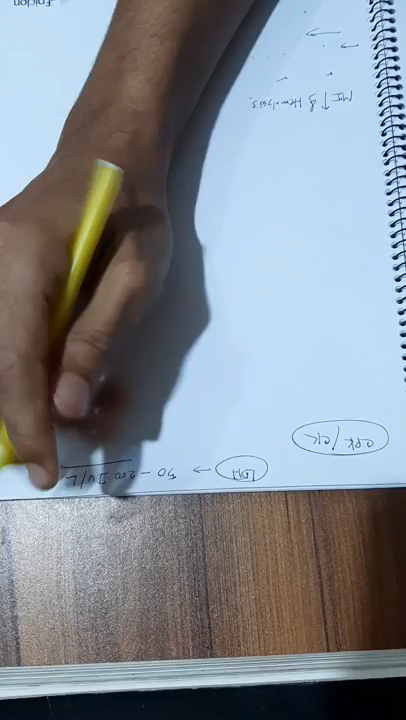 LDH → 50 - 200 IU/L
CPK/CK
MI↑ & Hemolysis.